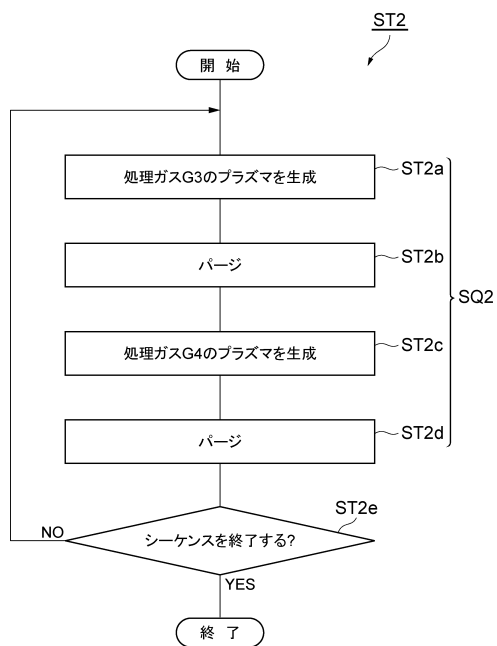 ST2
開 始
処理ガスG3のプラズマを生成
ST2a
パージ
ST2b
SQ2
処理ガスG4のプラズマを生成
ST2c
パージ
ST2d
ST2e
シーケンスを終了する?
NO
YES
終 了